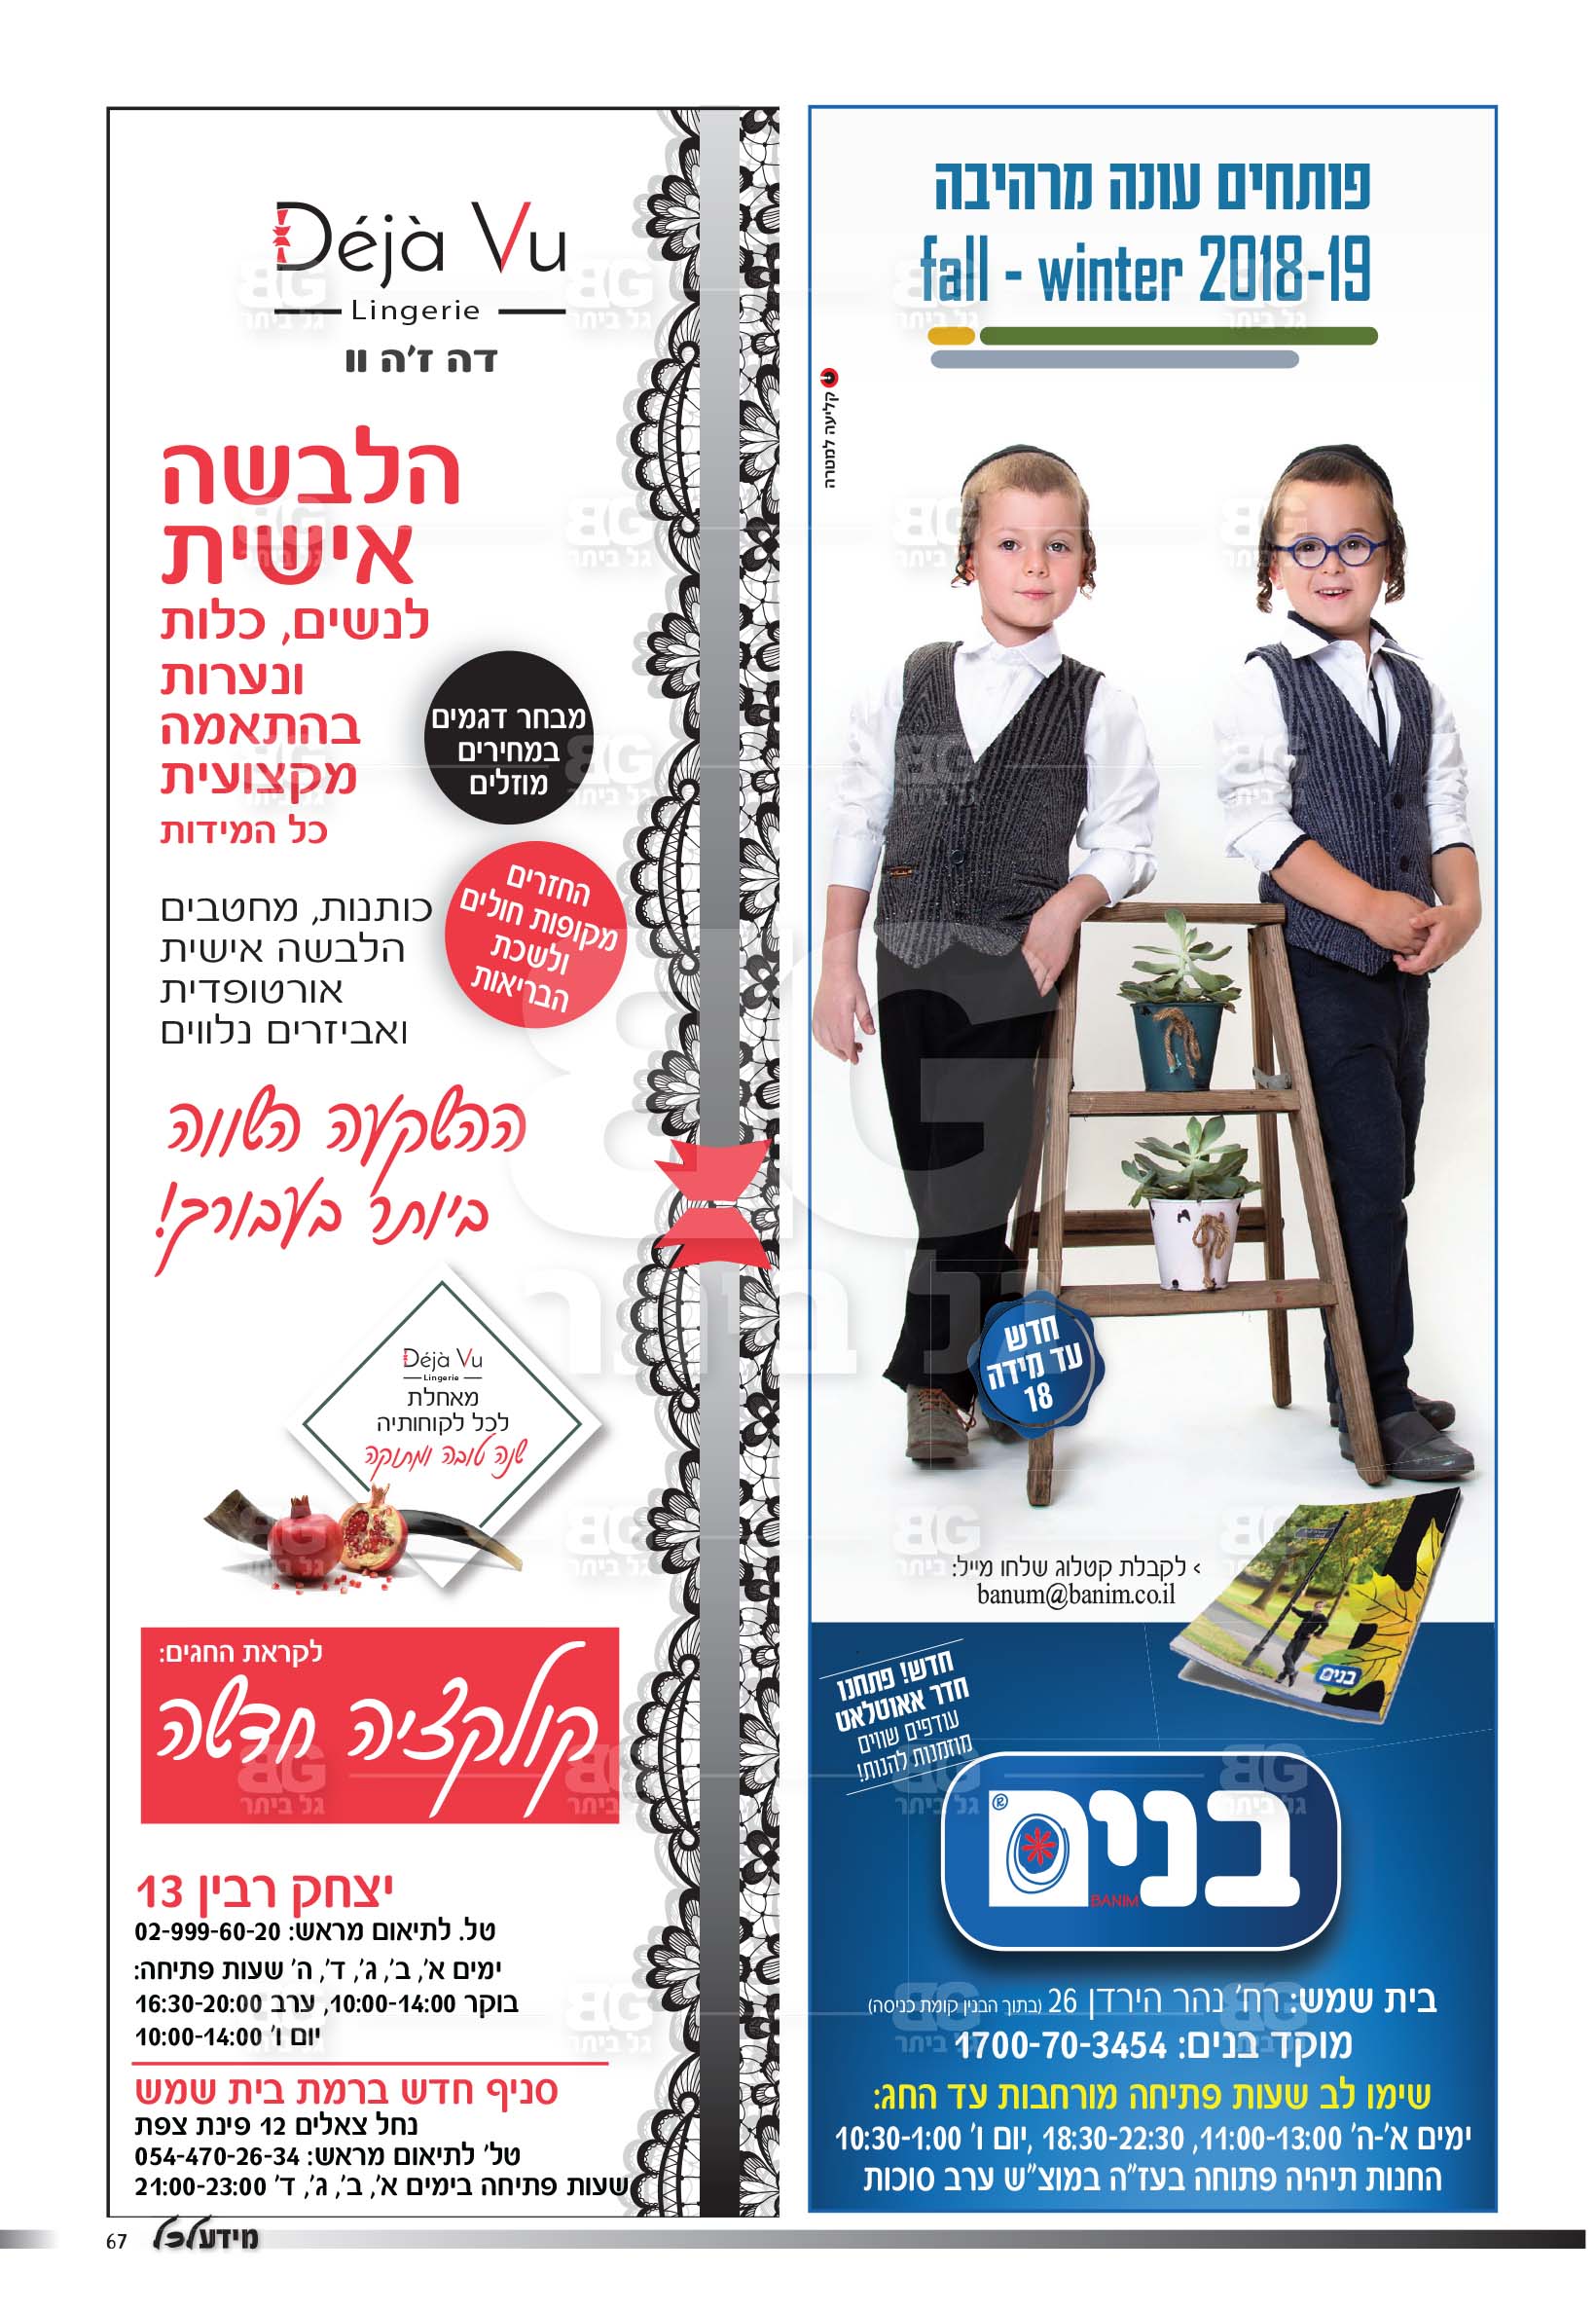 פותחים עונה מרהיבה
fall - winter 2018-19
קליעה למטרה
חדש
עד מידה
18
> לקבלת קטלוג שלחו מייל:
banum@banim.co.il
בנים
חדש! פתחנו
חדר אאוטלאט
עודפים שווים
מוזמנות להנות!
בנים
BANIM
®
בית שמש: רח' נהר הירדן 26 (בתוך הבנין קומת כניסה)
מוקד בנים: 1700-70-3454
שימו לב שעות פתיחה מורחבות עד החג:
ימים א'-ה' 11:00-13:00, 18:30-22:30, יום ו' 10:30-1:00
החנות תיהיה פתוחה בעז"ה במוצ"ש ערב סוכות
Déjà Vu
Lingerie
דה ז'ה וו
הלבשה
אישית
לנשים, כלות
ונערות
בהתאמה
מקצועית
כל המידות
מבחר דגמים
במחירים
מוזלים
החזרים
מקופות חולים
ולשכת
הבריאות
כותנות, מחטבים
הלבשה אישית
אורטופדית
ואביזרים נלווים
ההשקעה השווה
ביותר בעבורך!
Déjà Vu
Lingerie
מאחלת
לכל לקוחותיה
שנה טובה ומתוקה
לקראת החגים:
קולקציה חדשה
יצחק רבין 13
טל. לתיאום מראש: 02-999-60-20
ימים א', ב', ג', ד', ה' שעות פתיחה:
בוקר 10:00-14:00, ערב 16:30-20:00
יום ו' 10:00-14:00
סניף חדש ברמת בית שמש
נחל צאלים 12 פינת צפת
טל' לתיאום מראש: 054-470-26-34
שעות פתיחה בימים א', ב', ג', ד' 21:00-23:00
67 מידע לכל
BG
גל ביתר